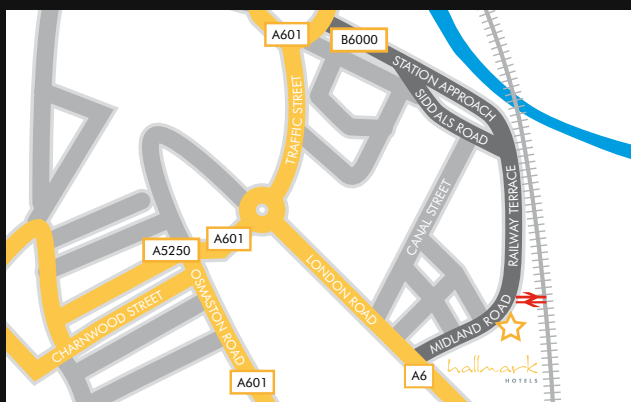 A601
B6000
STATION APPROACH
SIDDALS ROAD
TRAFFIC STREET
RAILWAY TERRACE
CANAL STREET
A601
A5250
LONDON ROAD
OSMASTON ROAD
CHARNWOOD STREET
MIDLAND ROAD
hallmark
HOTELS
A6
A601